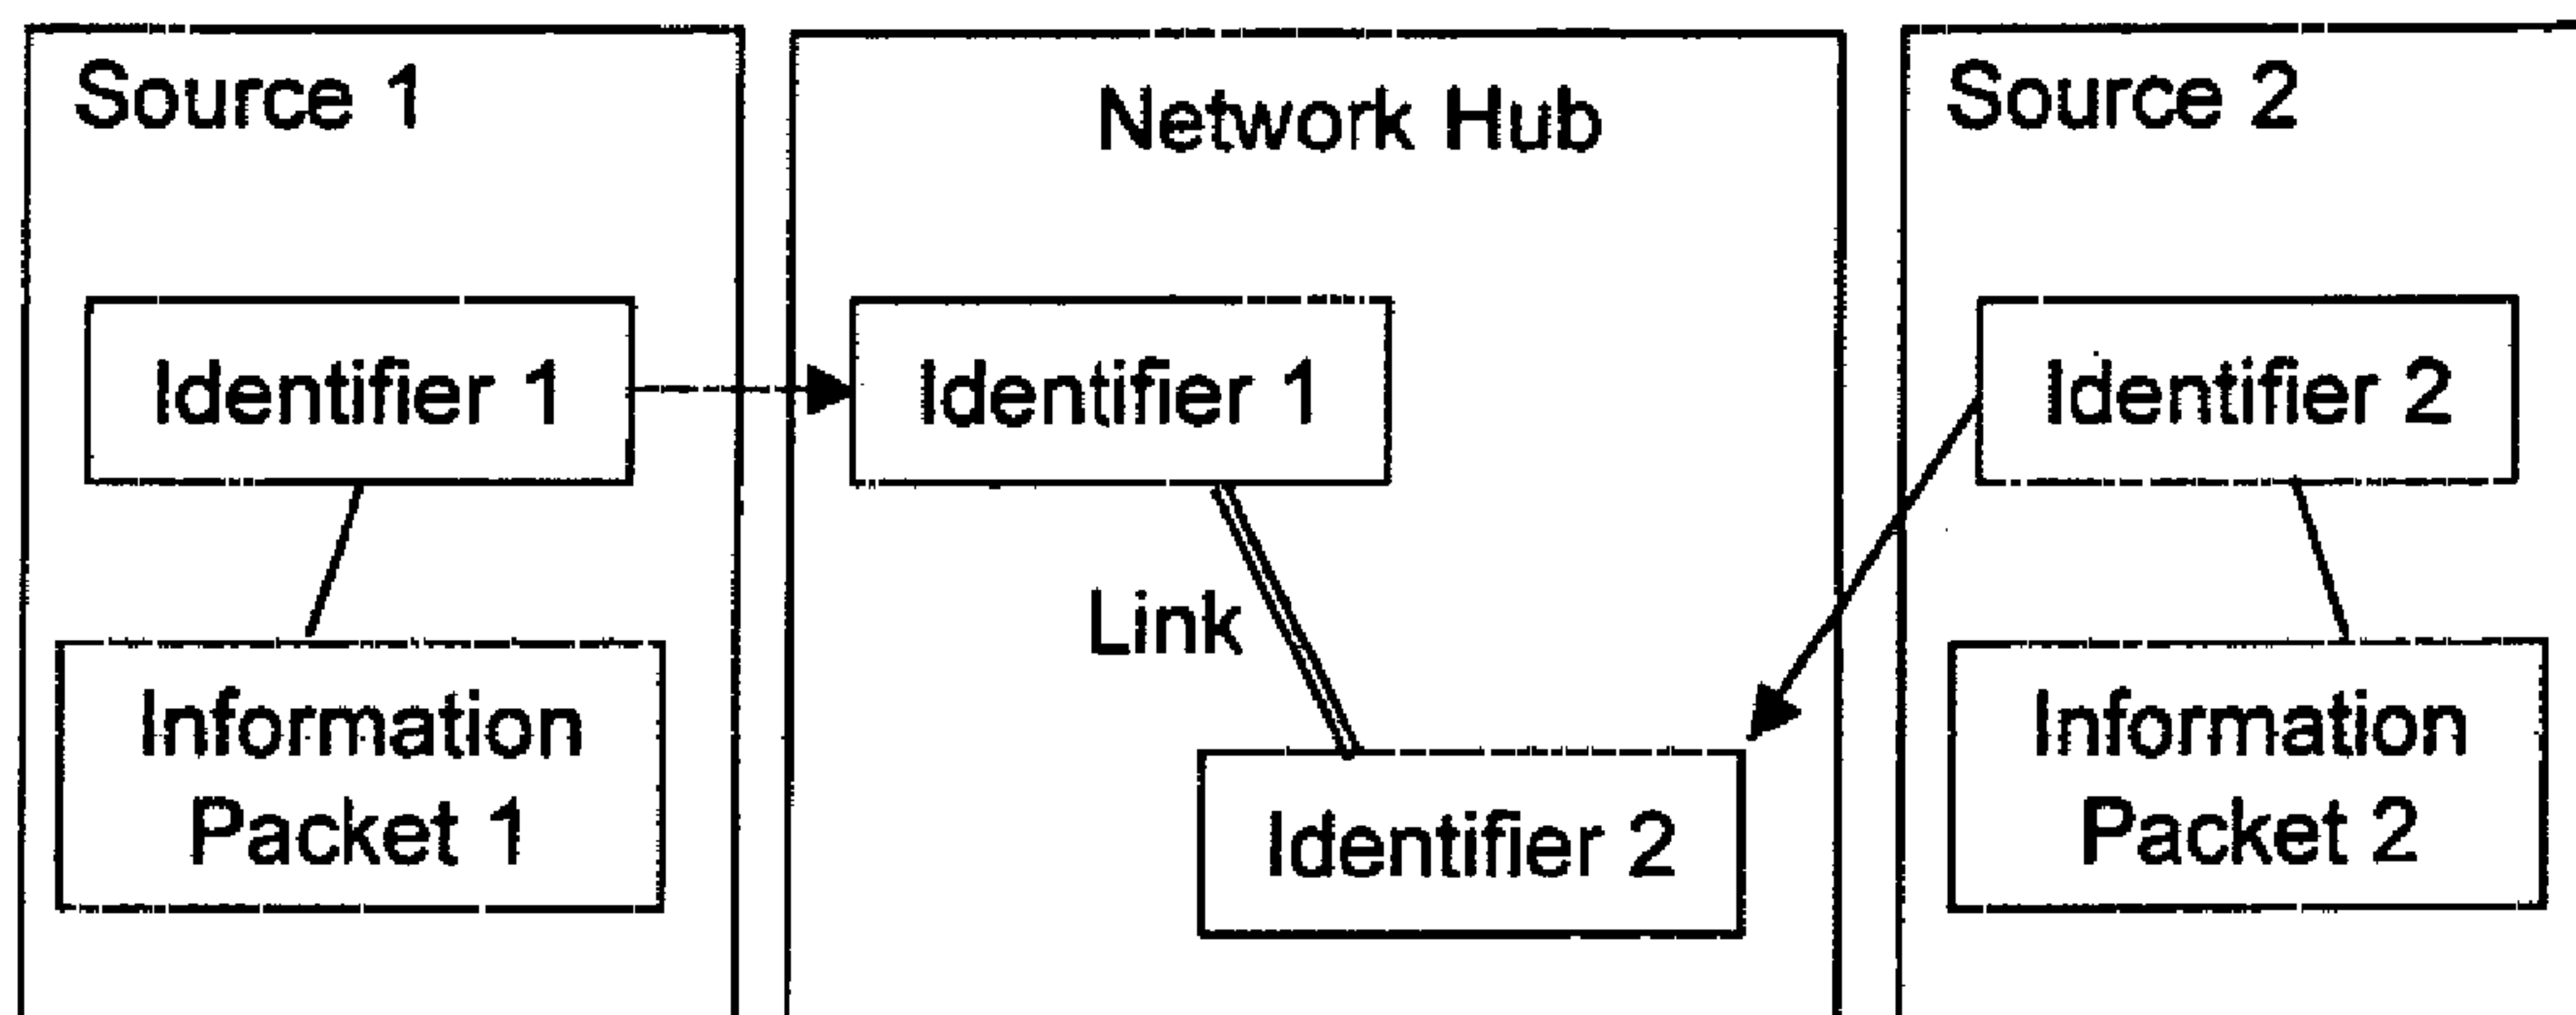 Source 1
Identifier 1
Information
Packet 1
Network Hub
Identifier 1
Link
Identifier 2
Source 2
Identifier 2
Information
Packet 2